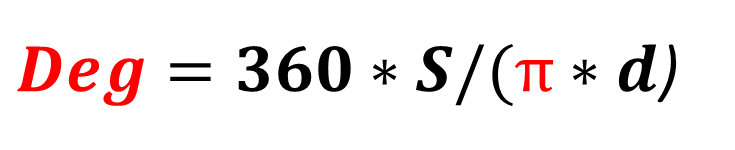 Deg = 360 * S/(π * d)